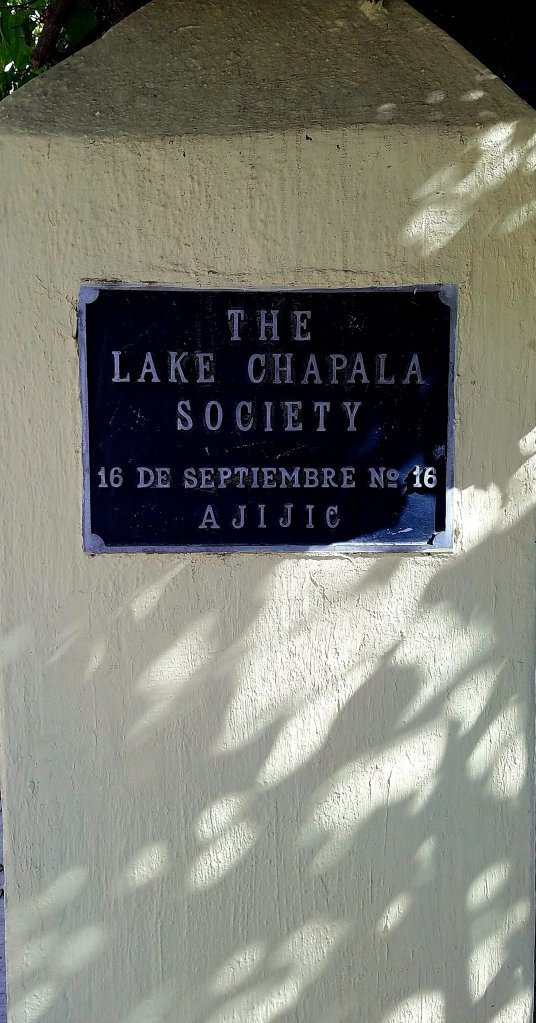 THE
LAKE CHAPALA
SOCIETY
16 DE SEPTIEMBRE Nº 16
AJIJIC